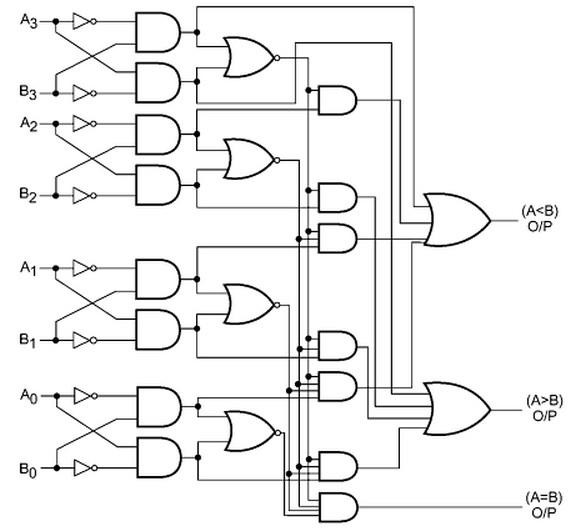 A3
B3
A2
B2
A1
B1
A0
B0
(A<B)
O/P
(A>B)
O/P
(A=B)
O/P